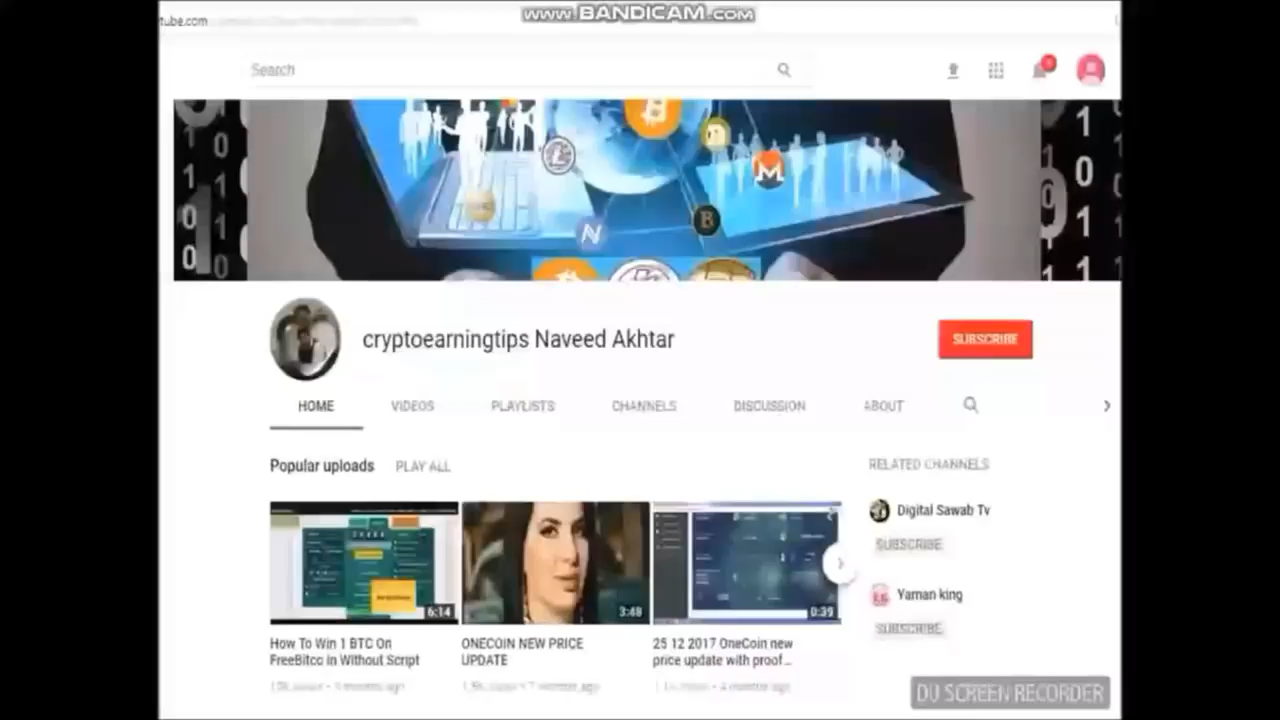 www.BANDICAM.com
tube.com
Search
cryptoearningtips Naveed Akhtar
SUBSCRIBE
HOME VIDEOS PLAYLISTS CHANNELS DISCUSSION ABOUT
Popular uploads PLAY ALL
6:14
How To Win 1 BTC On
FreeBitco in Without Script
3:48
ONECOIN NEW PRICE
UPDATE
0:39
25 12 2017 OneCoin new
price update with proof...
RELATED CHANNELS
Digital Sawab Tv
SUBSCRIBE
Yaman king
SUBSCRIBE
DU SCREEN RECORDER